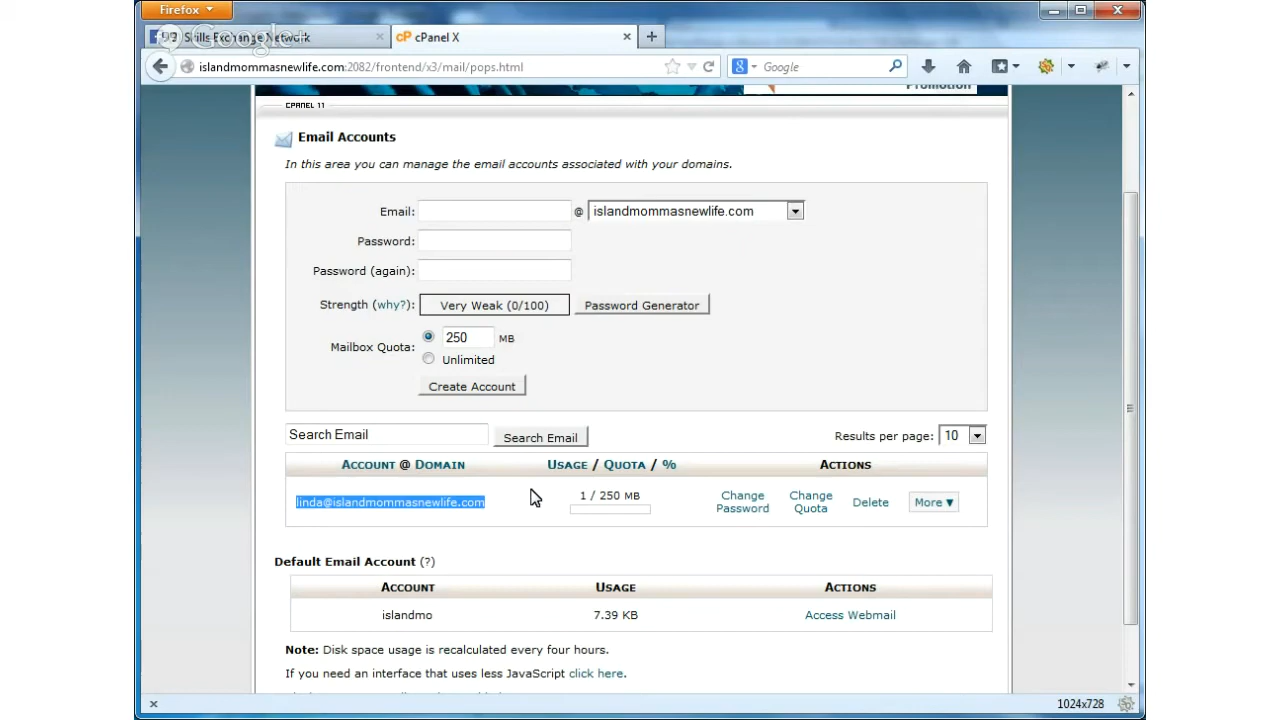 Firefox
Skills Exchange Network
cPanel X
Google
islandmommasnewlife.com:2082/frontend/x3/mail/pops.html
Google
Promotion
CPANEL 11
Email Accounts
In this area you can manage the email accounts associated with your domains.
Email: @ islandmommasnewlife.com
Password:
Password (again):
Strength (why?): Very Weak (0/100) Password Generator
Mailbox Quota: 250 MB
Unlimited
Create Account
Search Email Search Email Results per page: 10
ACCOUNT @ DOMAIN USAGE / QUOTA / % ACTIONS
linda@islandmommasnewlife.com 1 / 250 MB Change Password Change Quota Delete More ▼
Default Email Account (?)
ACCOUNT USAGE ACTIONS
islandmo 7.39 KB Access Webmail
Note: Disk space usage is recalculated every four hours.
If you need an interface that uses less JavaScript click here.
1024x728